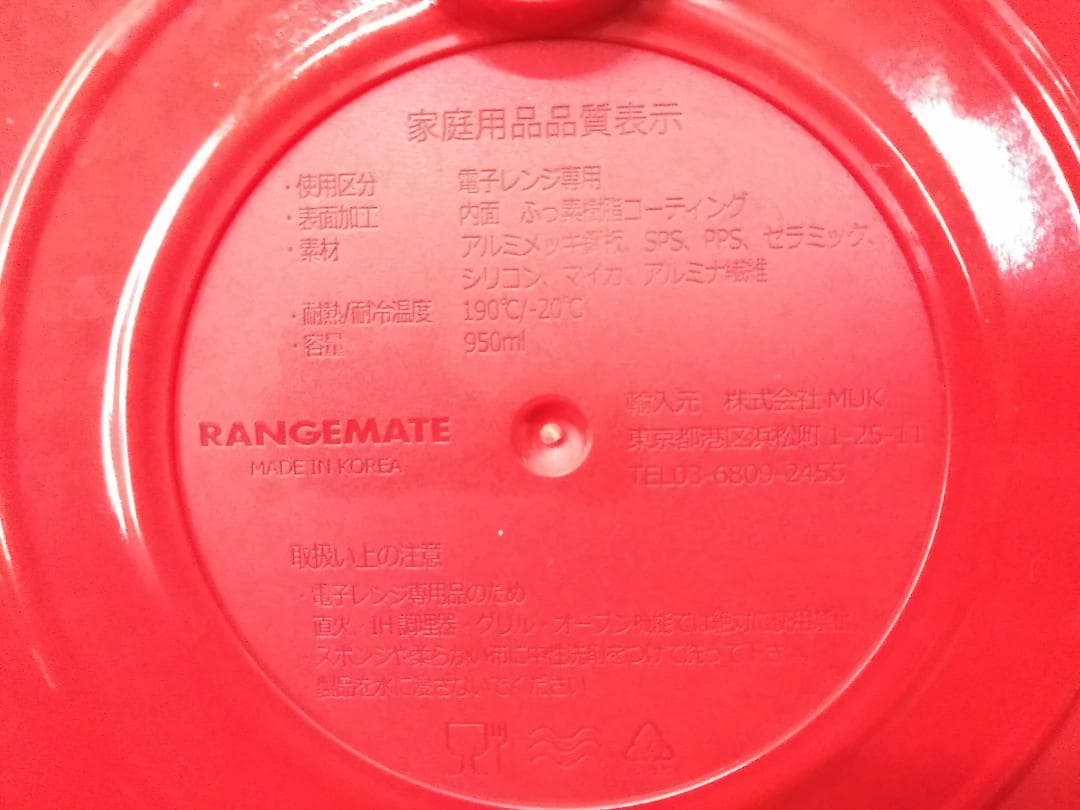 家庭用品品質表示
・使用区分 電子レンジ専用
・表面加工 内面 ふっ素樹脂コーティング
・素材 アルミメッキ鋼板、SPS、PPS、セラミック、
シリコン、マイカ、アルミナ繊維
・耐熱/耐冷温度 190℃/-20℃
・容量 950ml
RANGEMATE
MADE IN KOREA
輸入元 株式会社MUK
東京都港区浜松町1-25-11
TEL03-6809-2455
取扱い上の注意
・電子レンジ専用品のため
直火・IH調理器・グリル・オーブン機能では絶対に使用禁止
・スポンジや柔らかい布に中性洗剤をつけて洗って下さい
・製品を水に浸さないでください